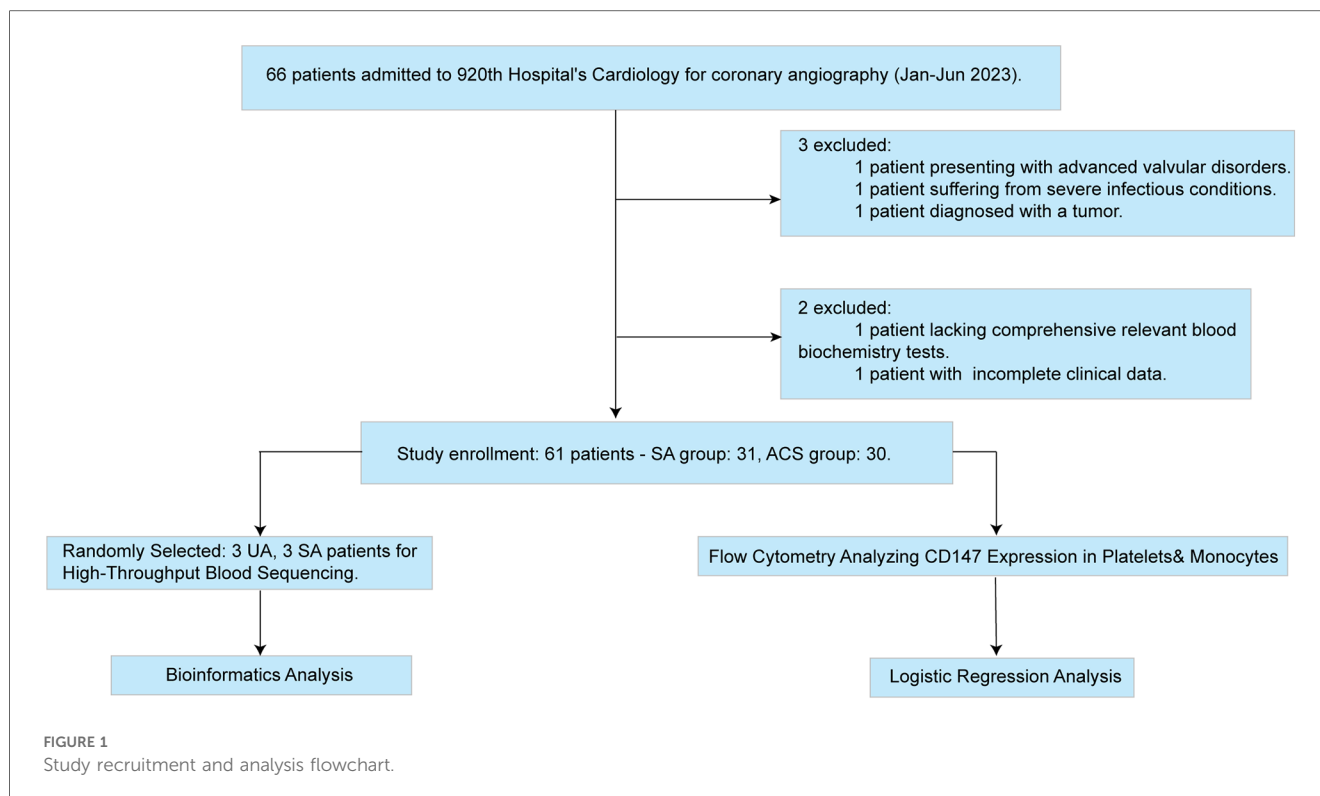 66 patients admitted to 920th Hospital's Cardiology for coronary angiography (Jan-Jun 2023).
3 excluded:
1 patient presenting with advanced valvular disorders.
1 patient suffering from severe infectious conditions.
1 patient diagnosed with a tumor.
2 excluded:
1 patient lacking comprehensive relevant blood
biochemistry tests.
1 patient with incomplete clinical data.
Study enrollment: 61 patients - SA group: 31, ACS group: 30.
Randomly Selected: 3 UA, 3 SA patients for
High-Throughput Blood Sequencing.
Flow Cytometry Analyzing CD147 Expression in Platelets& Monocytes
Bioinformatics Analysis
Logistic Regression Analysis
FIGURE 1
Study recruitment and analysis flowchart.